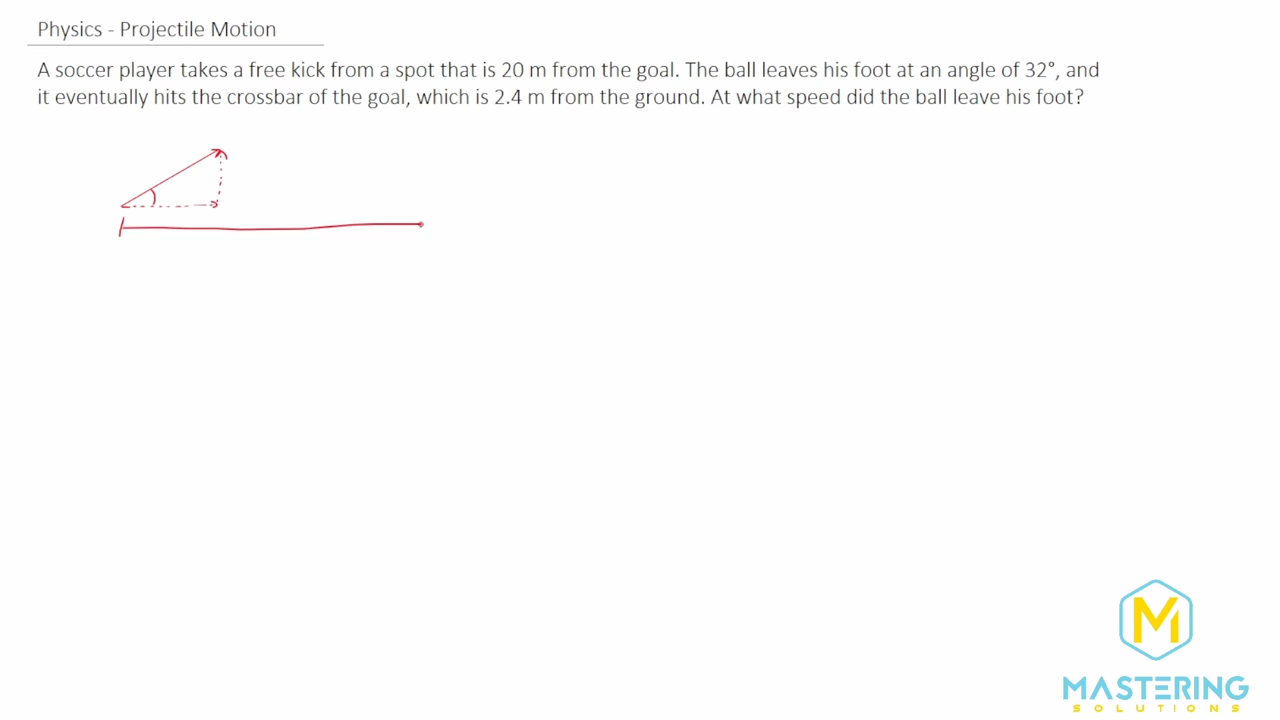 Physics - Projectile Motion
A soccer player takes a free kick from a spot that is 20 m from the goal. The ball leaves his foot at an angle of 32°, and
it eventually hits the crossbar of the goal, which is 2.4 m from the ground. At what speed did the ball leave his foot?
M
MASTERING
SOLUTIONS